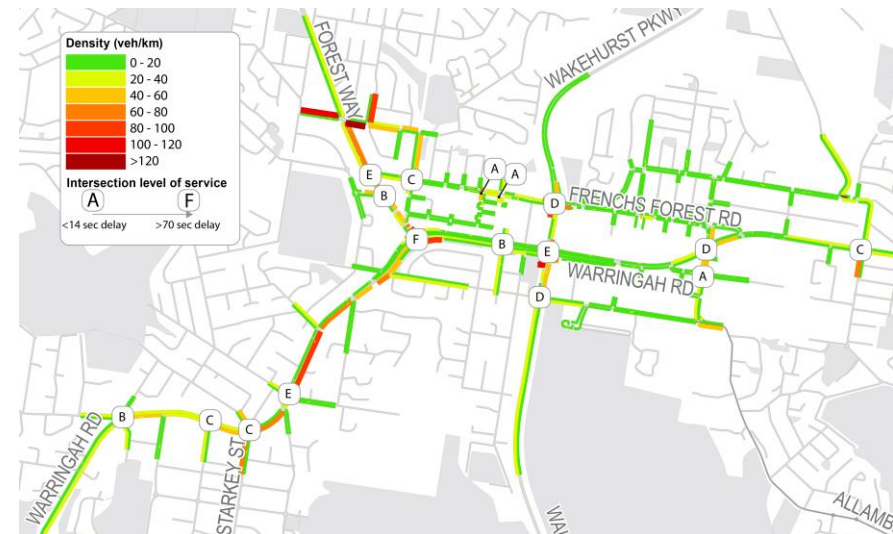 Density (veh/km)
0 - 20
20 - 40
40 - 60
60 - 80
80 - 100
100 - 120
>120
Intersection level of service
A
F
<14 sec delay
>70 sec delay
FOREST WAY
WAKEHURST PKWY
A
A
E
C
B
D
FRENCHS FOREST RD
F
B
E
D
C
WARRINGAH RD
A
D
E
B
C
C
WARRINGAH RD
STARKEY ST
WA
ALLAMB